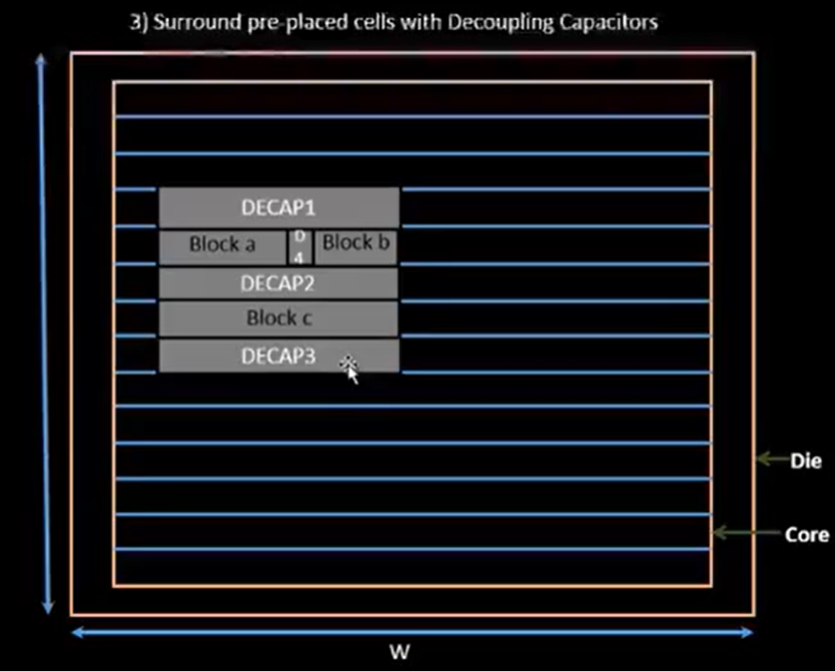 3) Surround pre-placed cells with Decoupling Capacitors
DECAP1
Block a
D
4
Block b
DECAP2
Block c
DECAP3
Die
Core
W